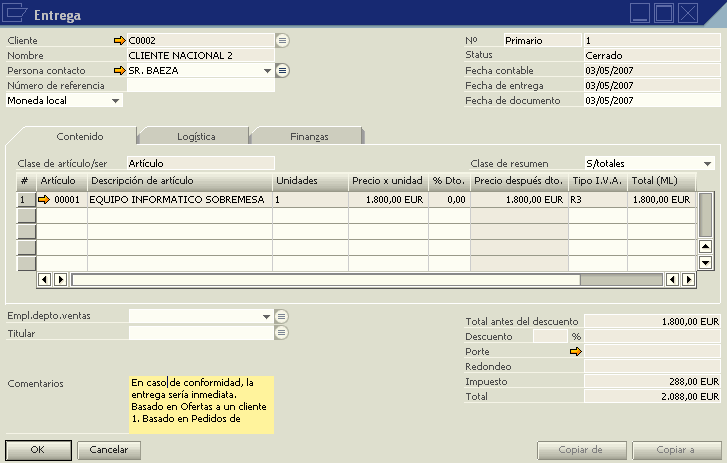 Entrega
Cliente C0002
Nombre CLIENTE NACIONAL 2
Persona contacto SR. BAEZA
Número de referencia
Moneda local
Nº Primario 1
Status Cerrado
Fecha contable 03/05/2007
Fecha de entrega 03/05/2007
Fecha de documento 03/05/2007
Contenido Logística Finanzas
Clase de artículo/ser Artículo Clase de resumen S/totales
# Artículo Descripción de artículo Unidades Precio x unidad % Dto. Precio después dto. Tipo I.V.A. Total (ML)
1 00001 EQUIPO INFORMATICO SOBREMESA 1 1.800,00 EUR 0,00 1.800,00 EUR R3 1.800,00 EUR
Empl.depto.ventas
Titular
Comentarios
En caso de conformidad, la
entrega sería inmediata.
Basado en Ofertas a un cliente
1. Basado en Pedidos de
Total antes del descuento 1.800,00 EUR
Descuento %
Porte
Redondeo
Impuesto 288,00 EUR
Total 2.088,00 EUR
OK Cancelar Copiar de Copiar a